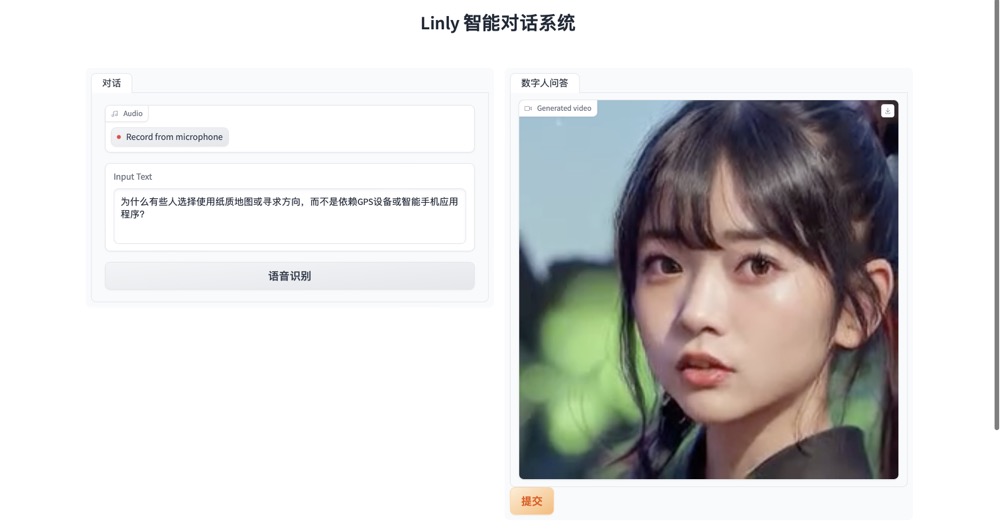 Linly 智能对话系统
对话
Audio
Record from microphone
Input Text
为什么有些人选择使用纸质地图或寻求方向，而不是依赖GPS设备或智能手机应用
程序?
语音识别
数字人问答
Generated video
提交